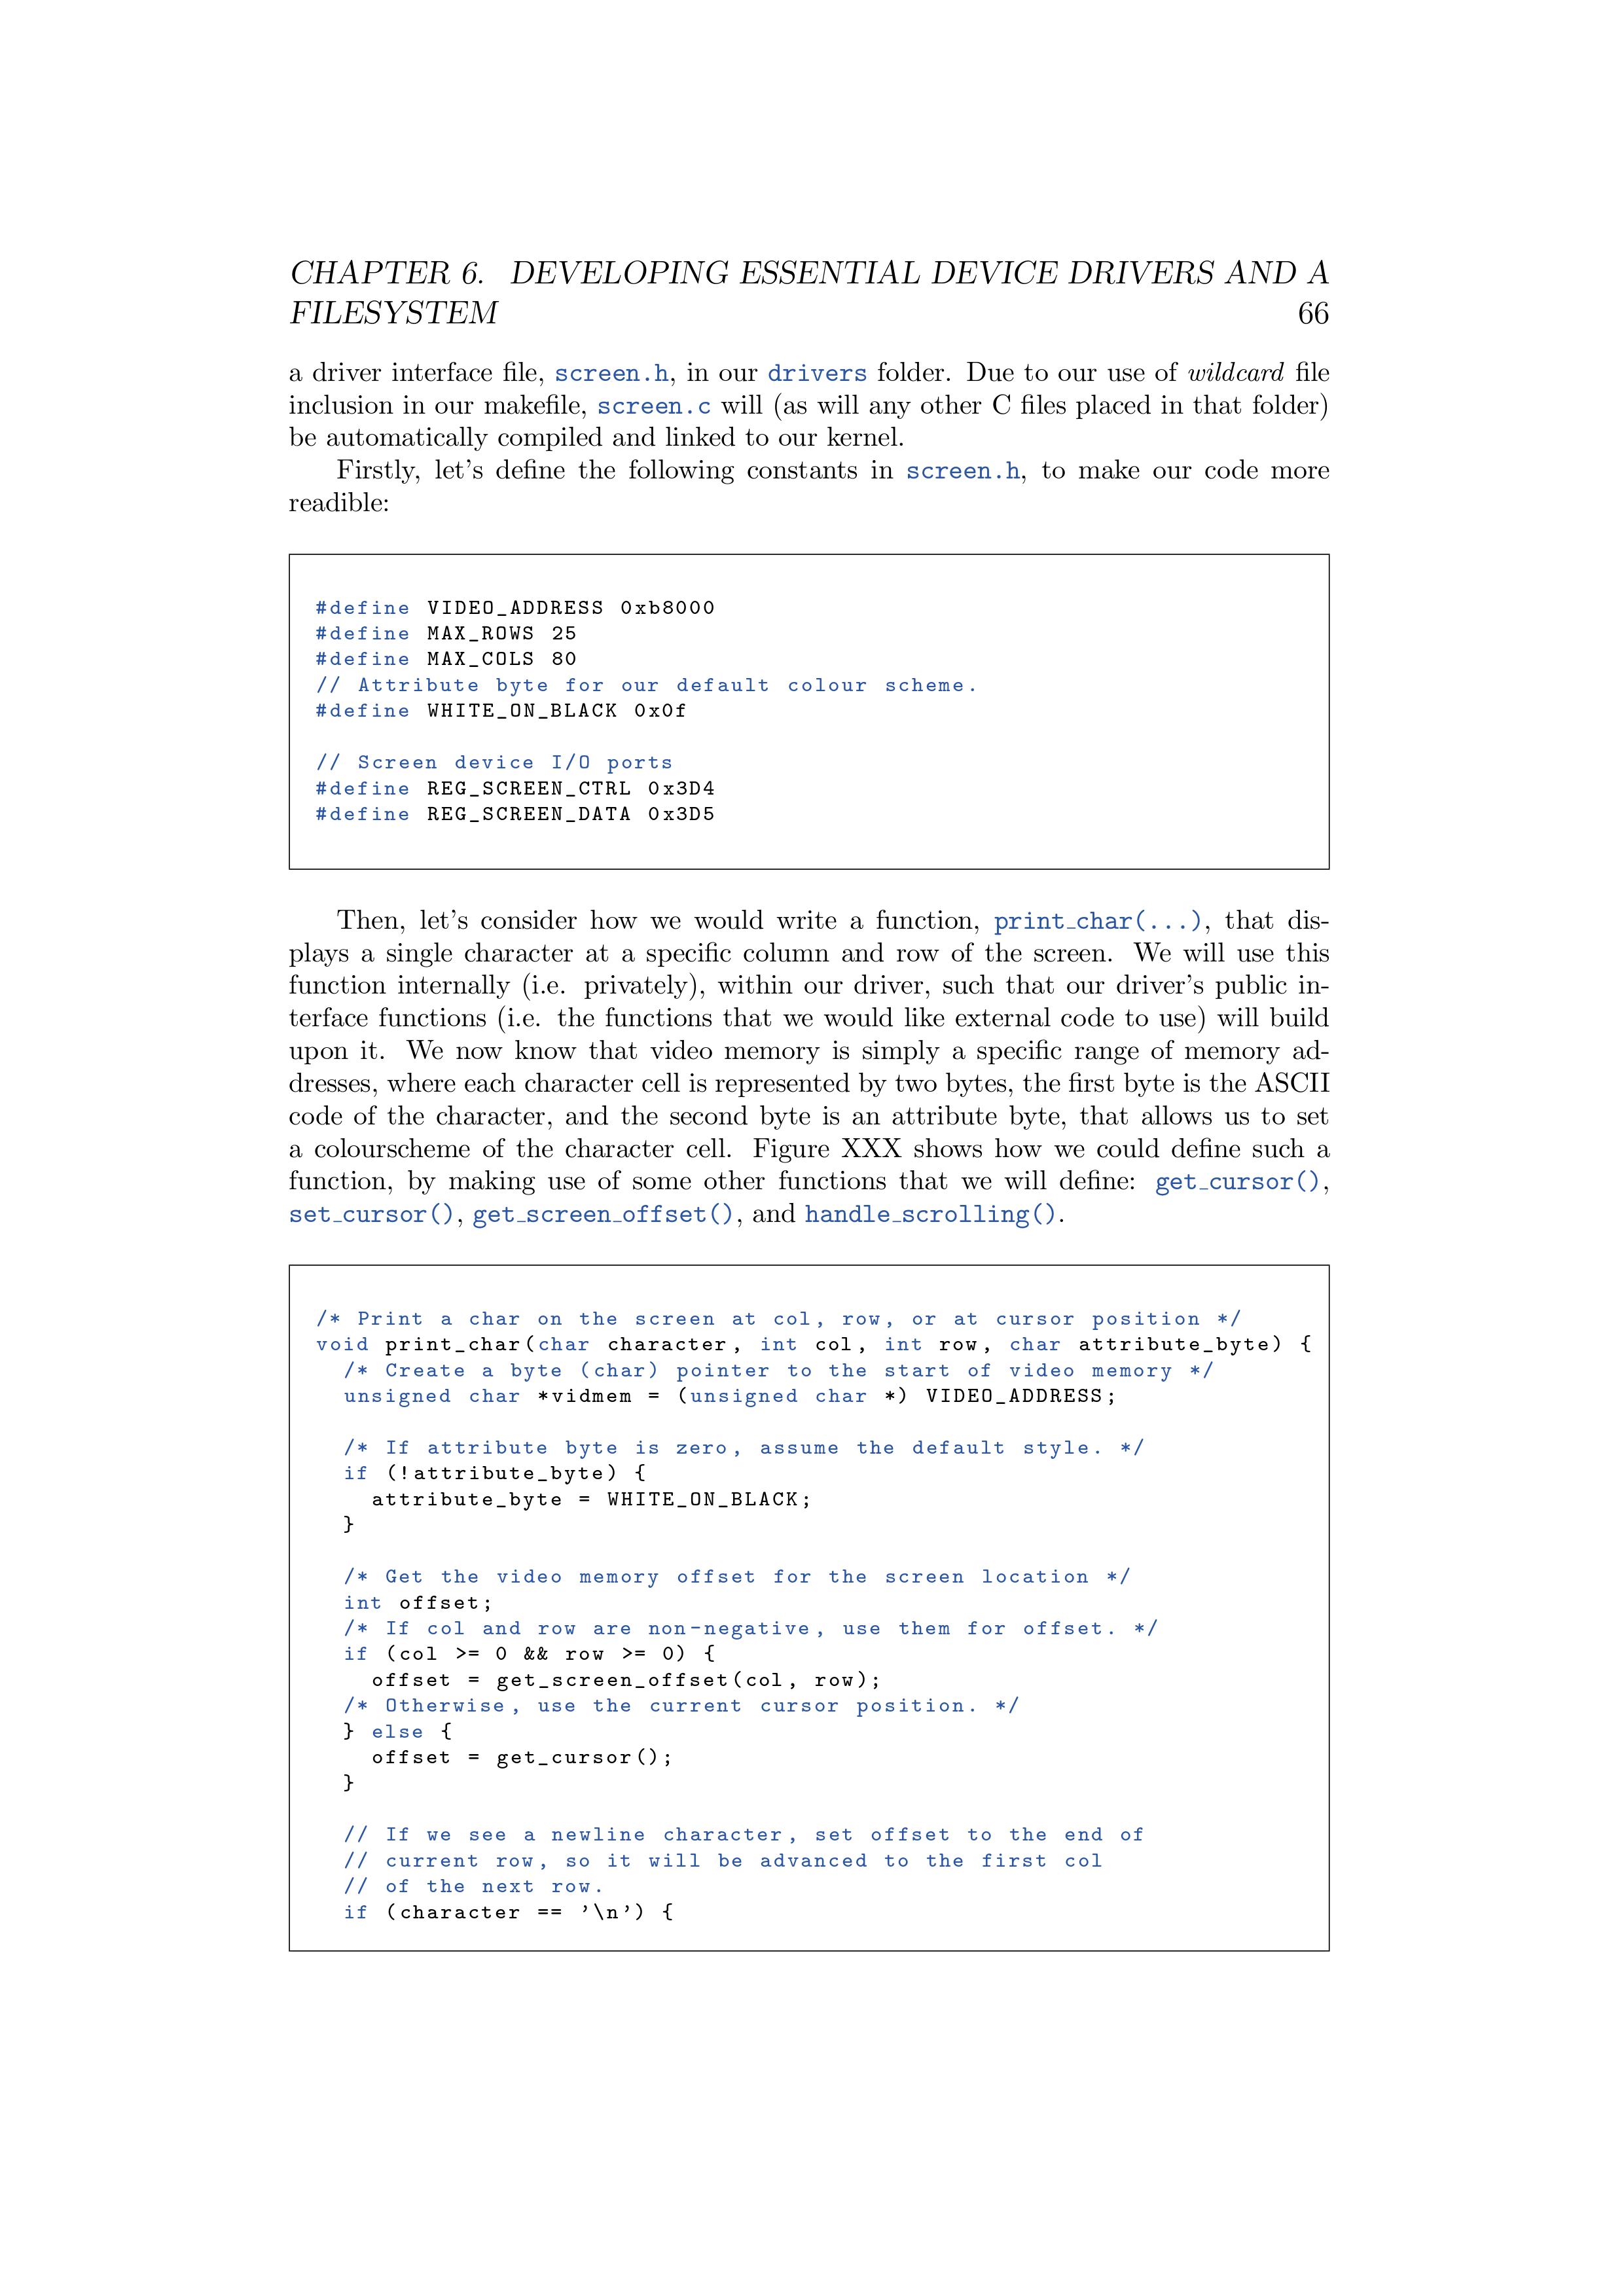 CHAPTER 6. DEVELOPING ESSENTIAL DEVICE DRIVERS AND A
FILESYSTEM 66
a driver interface file, screen.h, in our drivers folder. Due to our use of wildcard file
inclusion in our makefile, screen.c will (as will any other C files placed in that folder)
be automatically compiled and linked to our kernel.
Firstly, let's define the following constants in screen.h, to make our code more
readible:
#define VIDEO_ADDRESS 0xb8000
#define MAX_ROWS 25
#define MAX_COLS 80
// Attribute byte for our default colour scheme.
#define WHITE_ON_BLACK 0x0f
// Screen device I/O ports
#define REG_SCREEN_CTRL 0x3D4
#define REG_SCREEN_DATA 0x3D5
Then, let's consider how we would write a function, print_char(...), that dis-
plays a single character at a specific column and row of the screen. We will use this
function internally (i.e. privately), within our driver, such that our driver's public in-
terface functions (i.e. the functions that we would like external code to use) will build
upon it. We now know that video memory is simply a specific range of memory ad-
dresses, where each character cell is represented by two bytes, the first byte is the ASCII
code of the character, and the second byte is an attribute byte, that allows us to set
a colourscheme of the character cell. Figure XXX shows how we could define such a
function, by making use of some other functions that we will define: get_cursor(),
set_cursor(), get_screen_offset(), and handle_scrolling().
/* Print a char on the screen at col, row, or at cursor position */
void print_char(char character, int col, int row, char attribute_byte) {
/* Create a byte (char) pointer to the start of video memory */
unsigned char *vidmem = (unsigned char *) VIDEO_ADDRESS;
/* If attribute byte is zero, assume the default style. */
if (!attribute_byte) {
attribute_byte = WHITE_ON_BLACK;
}
/* Get the video memory offset for the screen location */
int offset;
/* If col and row are non-negative, use them for offset. */
if (col >= 0 && row >= 0) {
offset = get_screen_offset(col, row);
/* Otherwise, use the current cursor position. */
} else {
offset = get_cursor();
}
// If we see a newline character, set offset to the end of
// current row, so it will be advanced to the first col
// of the next row.
if (character == '\n') {